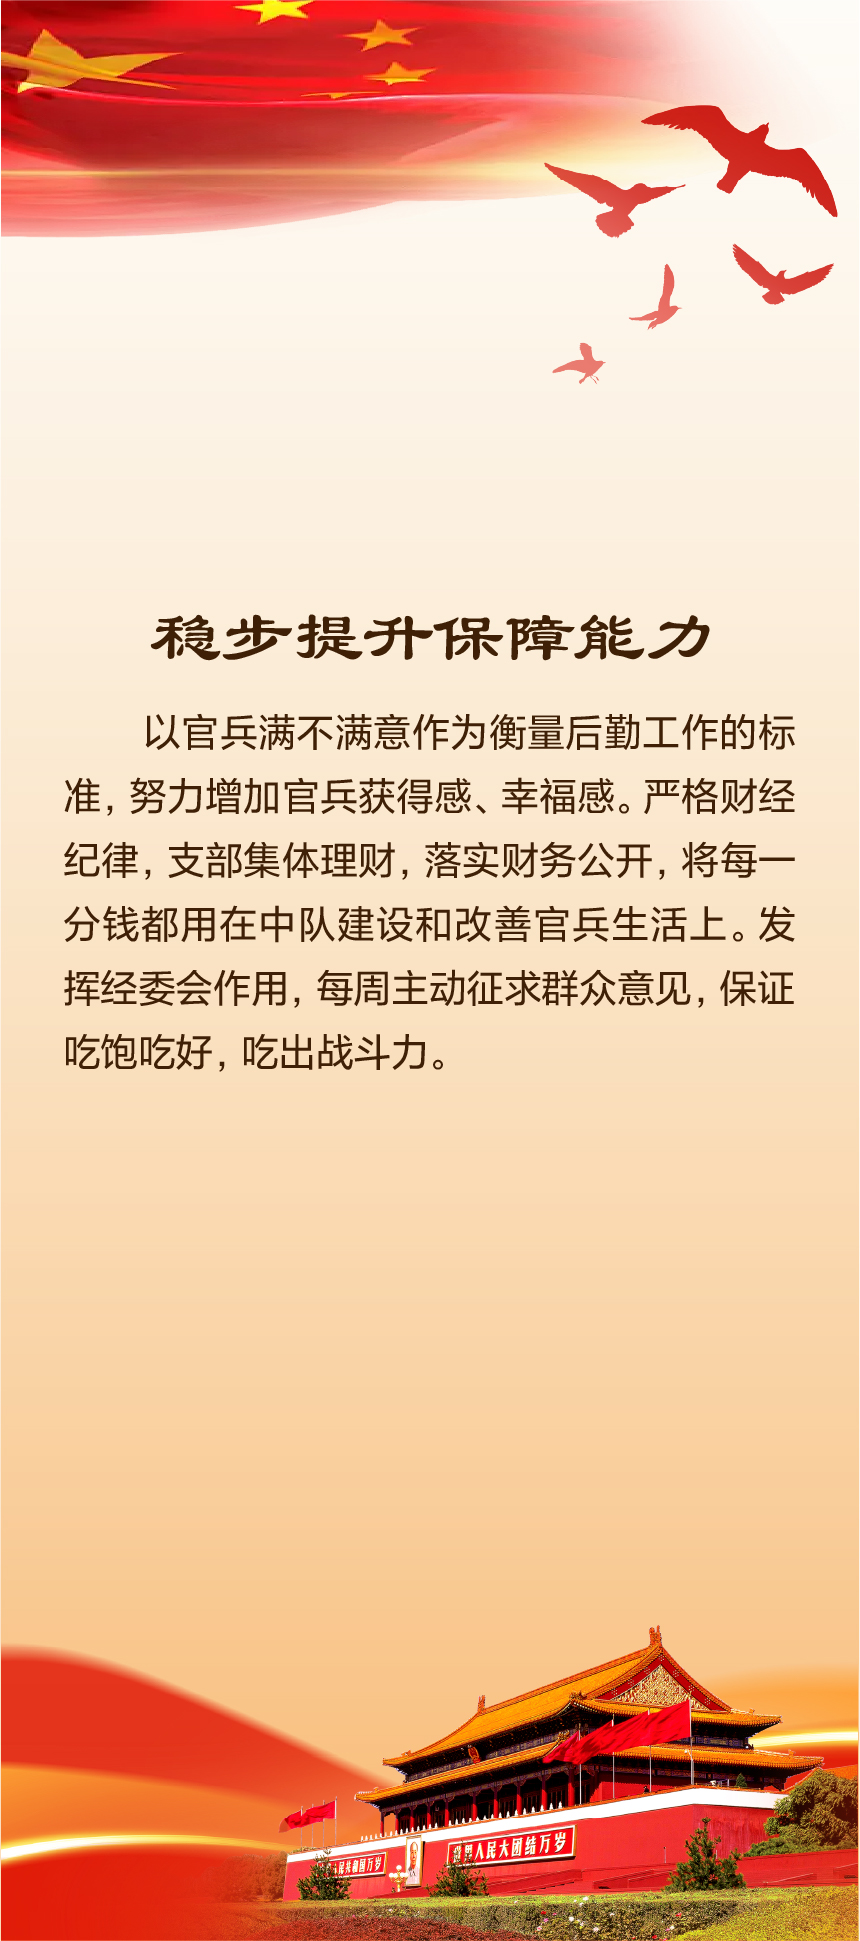 稳步提升保障能力
以官兵满不满意作为衡量后勤工作的标
准，努力增加官兵获得感、幸福感。严格财经
纪律，支部集体理财，落实财务公开，将每一
分钱都用在中队建设和改善官兵生活上。发
挥经委会作用，每周主动征求群众意见，保证
吃饱吃好，吃出战斗力。
人民共和国万岁
人民大团结万岁